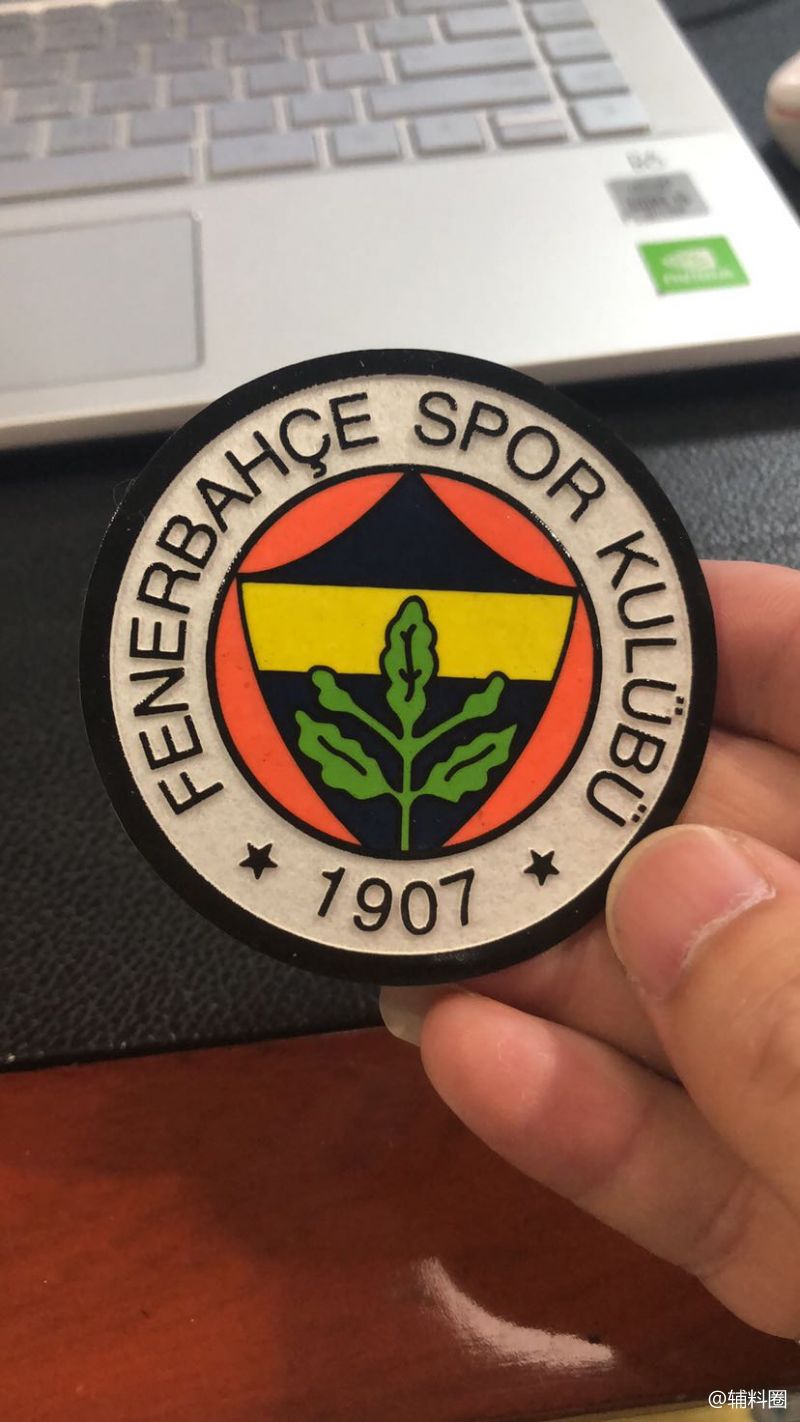 FENERBAHÇE SPOR KULÜBÜ
★ 1907 ★
@辅料圈